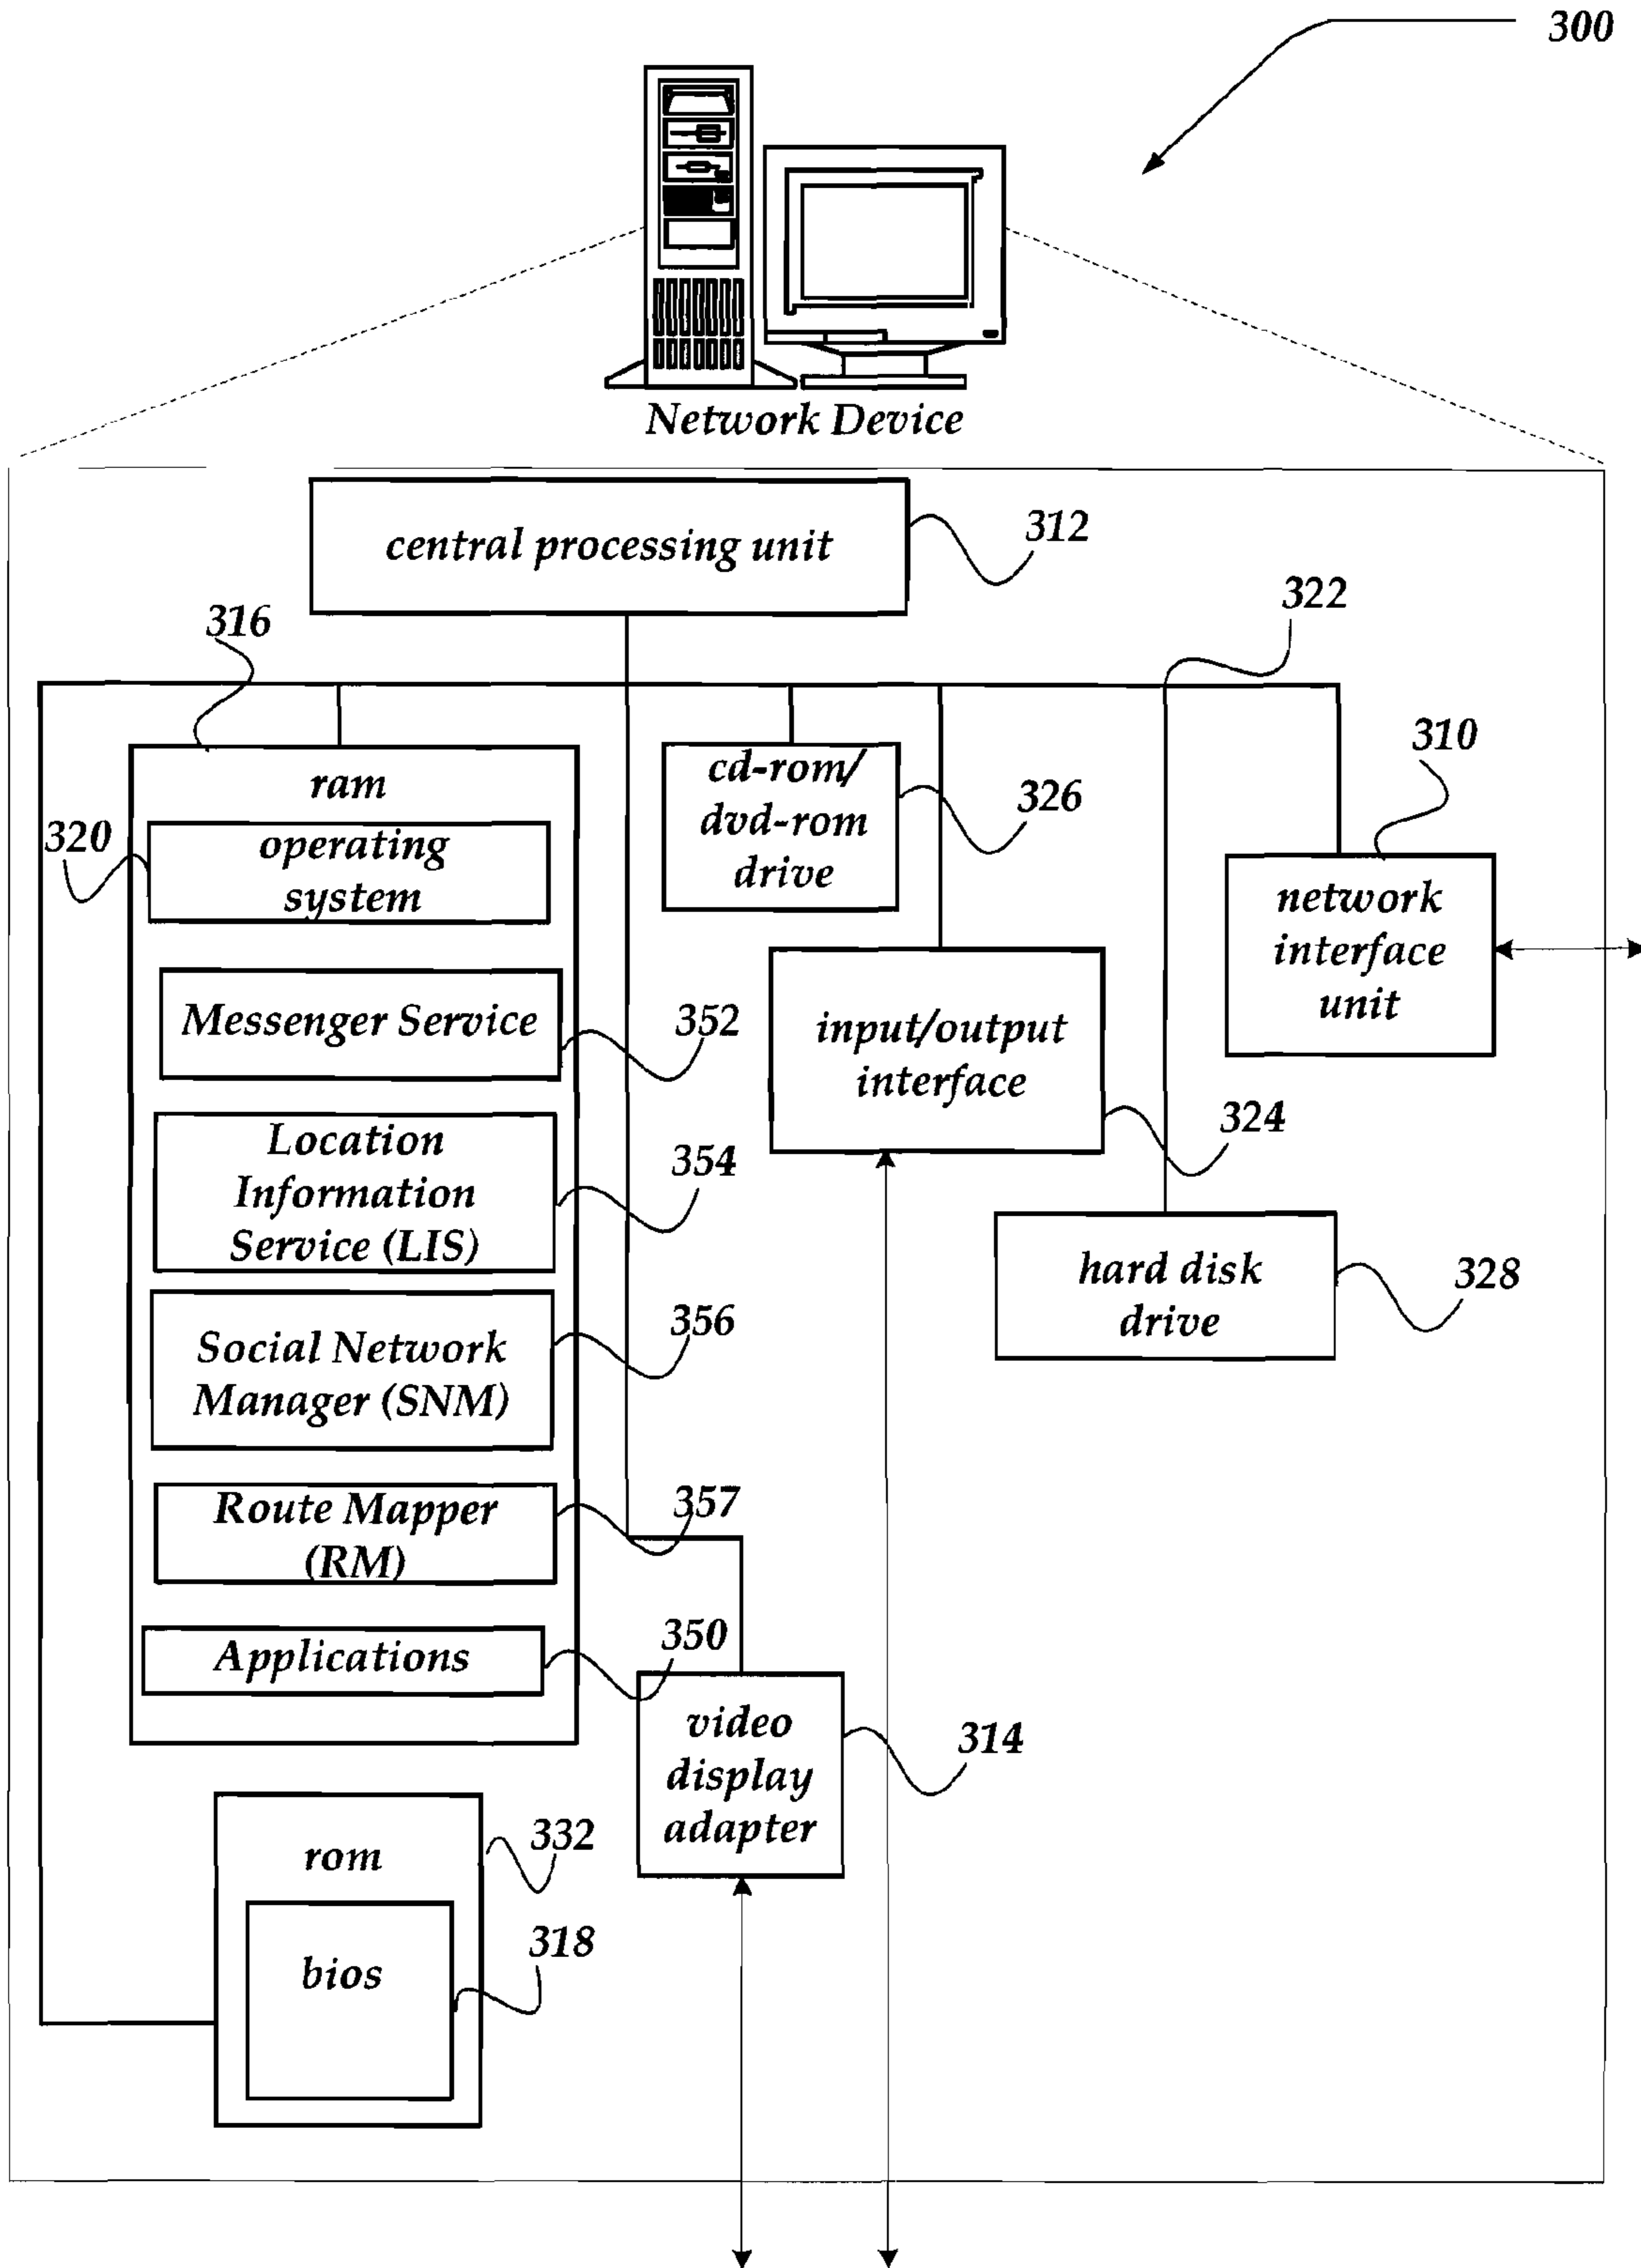 300
Network Device
central processing unit
312
322
316
310
ram
cd-rom/
dvd-rom
drive
326
320
operating
system
network
interface
unit
Messenger Service
352
input/output
interface
324
Location
Information
Service (LIS)
354
hard disk
drive
328
Social Network
Manager (SNM)
356
Route Mapper
(RM)
357
Applications
350
video
display
adapter
314
rom
332
bios
318